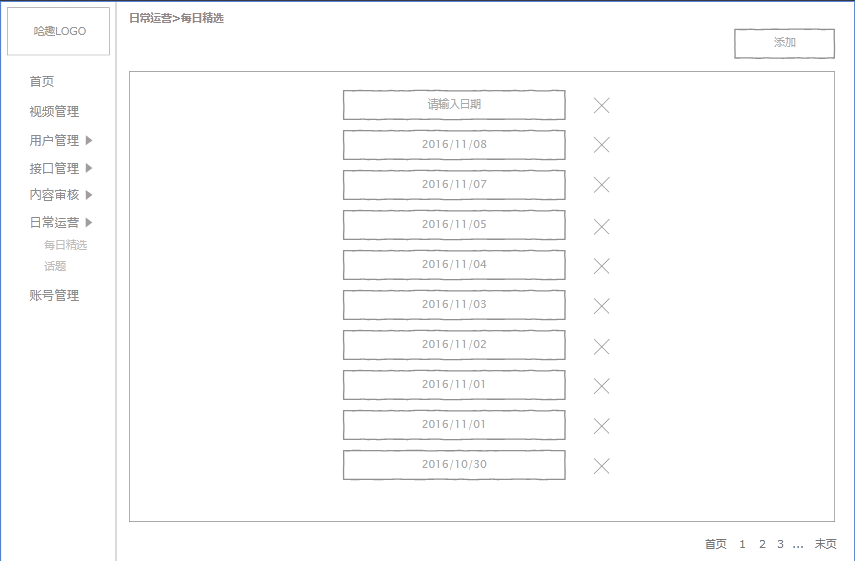 哈趣LOGO
首页
视频管理
用户管理
接口管理
内容审核
日常运营
每日精选
话题
账号管理
日常运营>每日精选
添加
请输入日期
2016/11/08
2016/11/07
2016/11/05
2016/11/04
2016/11/03
2016/11/02
2016/11/01
2016/11/01
2016/10/30
首页 1 2 3 ... 末页